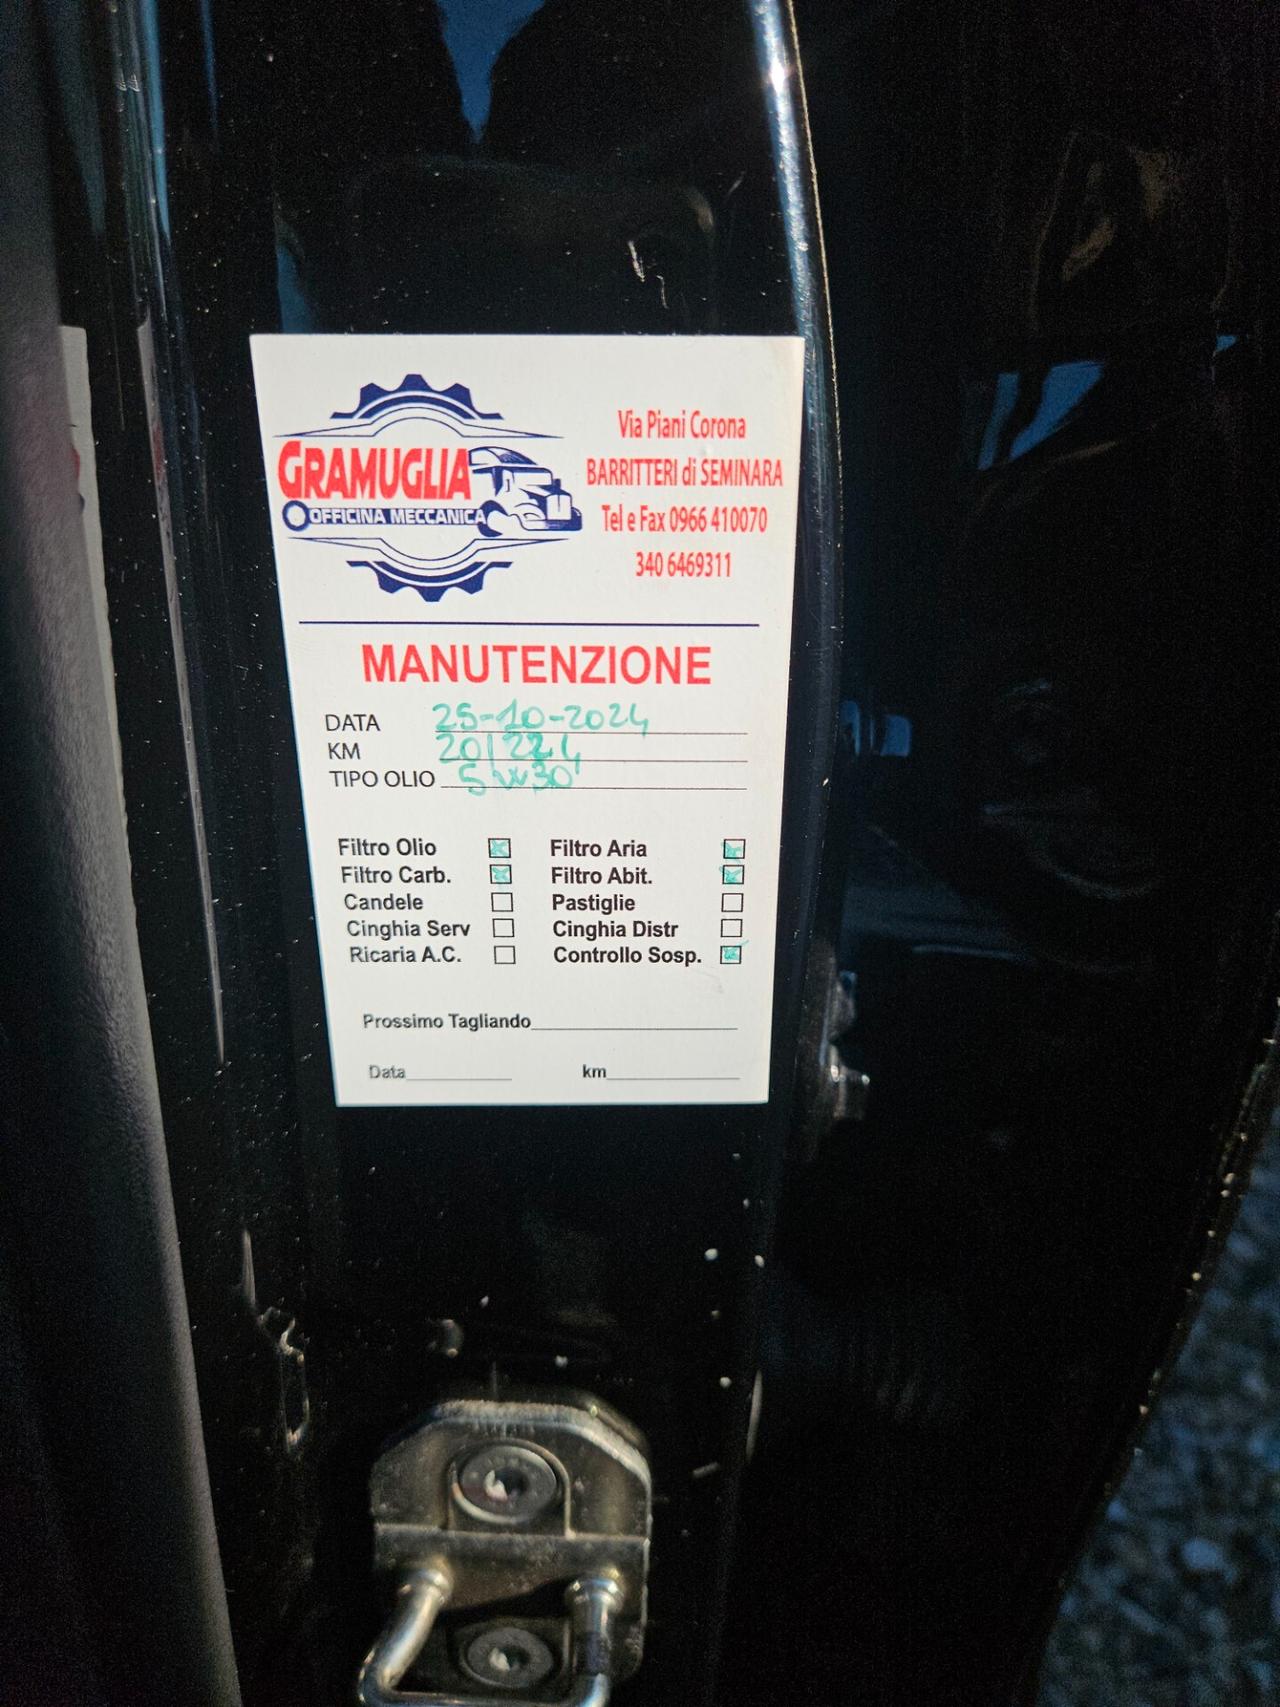 GRAMUGLIA
OFFICINA MECCANICA
Via Piani Corona
BARRITTERI di SEMINARA
Tel e Fax 0966 410070
340 6469311
MANUTENZIONE
DATA 25-10-2024
KM 201224
TIPO OLIO 5W30
Filtro Olio Filtro Aria
Filtro Carb. Filtro Abit.
Candele Pastiglie
Cinghia Serv Cinghia Distr
Ricaria A.C. Controllo Sosp.
Prossimo Tagliando
Data km